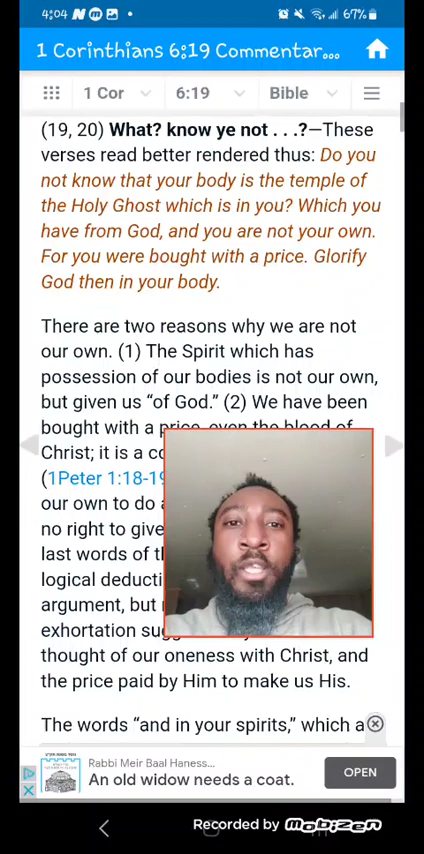 4:04
67%
1 Corinthians 6:19 Commentar...
1 Cor 6:19 Bible
(19, 20) What? know ye not . . .?—These
verses read better rendered thus: Do you
not know that your body is the temple of
the Holy Ghost which is in you? Which you
have from God, and you are not your own.
For you were bought with a price. Glorify
God then in your body.
There are two reasons why we are not
our own. (1) The Spirit which has
possession of our bodies is not our own,
but given us “of God.” (2) We have been
bought with a price, even the blood of
Christ; it is a
(1Peter 1:18-19
our own to do
no right to give
last words of
logical
argument, but
exhortation
thought of our oneness with Christ, and
the price paid by Him to make us His.
The words “and in your spirits,” which
Rabbi Meir Baal Haness...
An old widow needs a coat.
OPEN
Recorded by mobizen